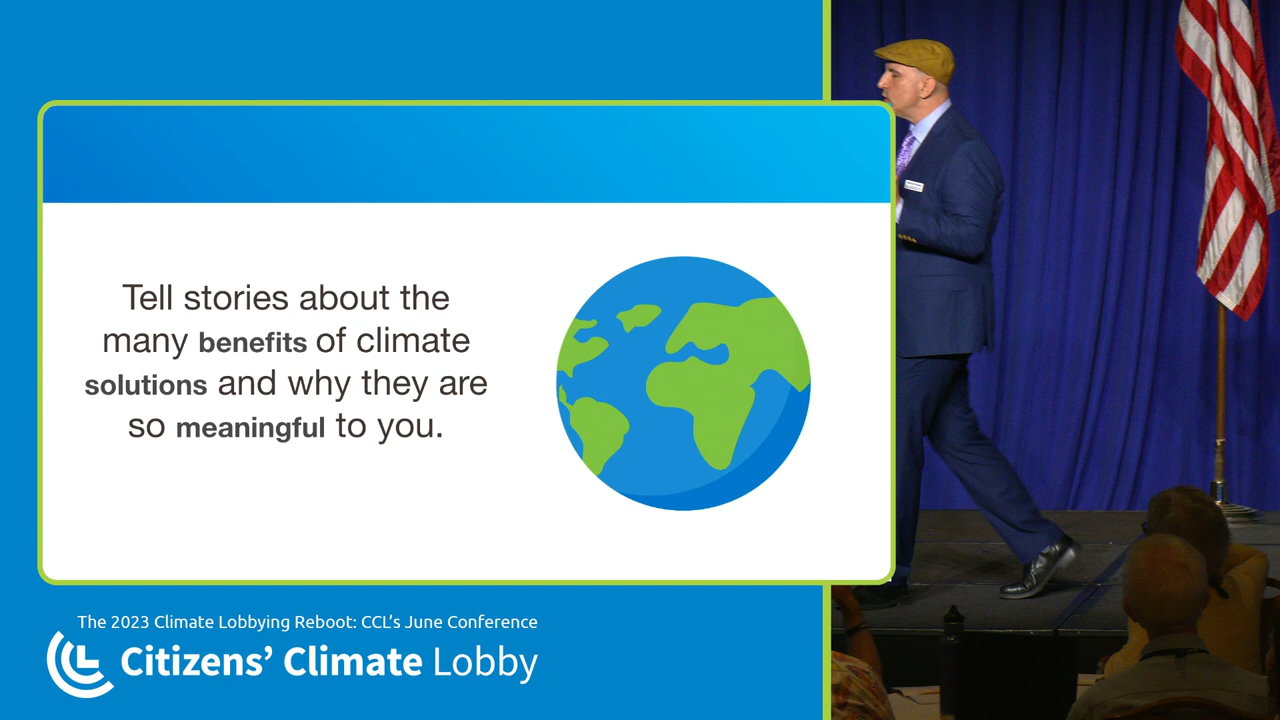 Tell stories about the
many benefits of climate
solutions and why they are
so meaningful to you.
The 2023 Climate Lobbying Reboot: CCL’s June Conference
Citizens’ Climate Lobby